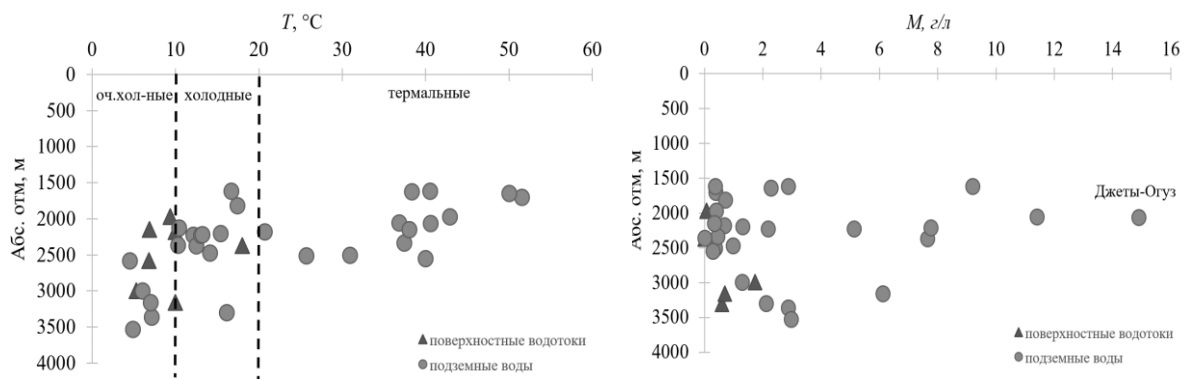 T, °C
0 10 20 30 40 50 60
0
500
1000
1500
2000
2500
3000
3500
4000
Абс. отм, м
оч.хол-ные
холодные
термальные
поверхностные водотоки
подземные воды
M, г/л
0 2 4 6 8 10 12 14 16
0
500
1000
1500
2000
2500
3000
3500
4000
Абс. отм, м
Джеты-Огуз
поверхностные водотоки
подземные воды